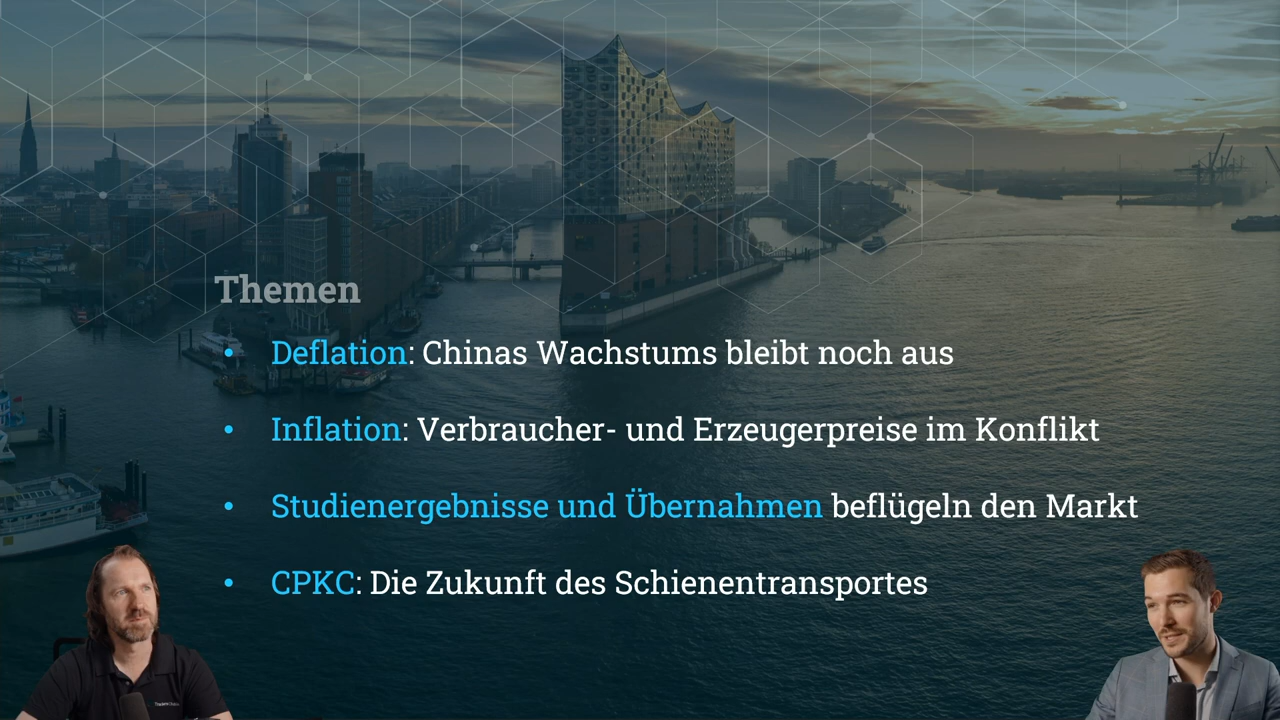 Themen
• Deflation: Chinas Wachstums bleibt noch aus
• Inflation: Verbraucher- und Erzeugerpreise im Konflikt
• Studienergebnisse und Übernahmen beflügeln den Markt
• CPKC: Die Zukunft des Schienentransportes